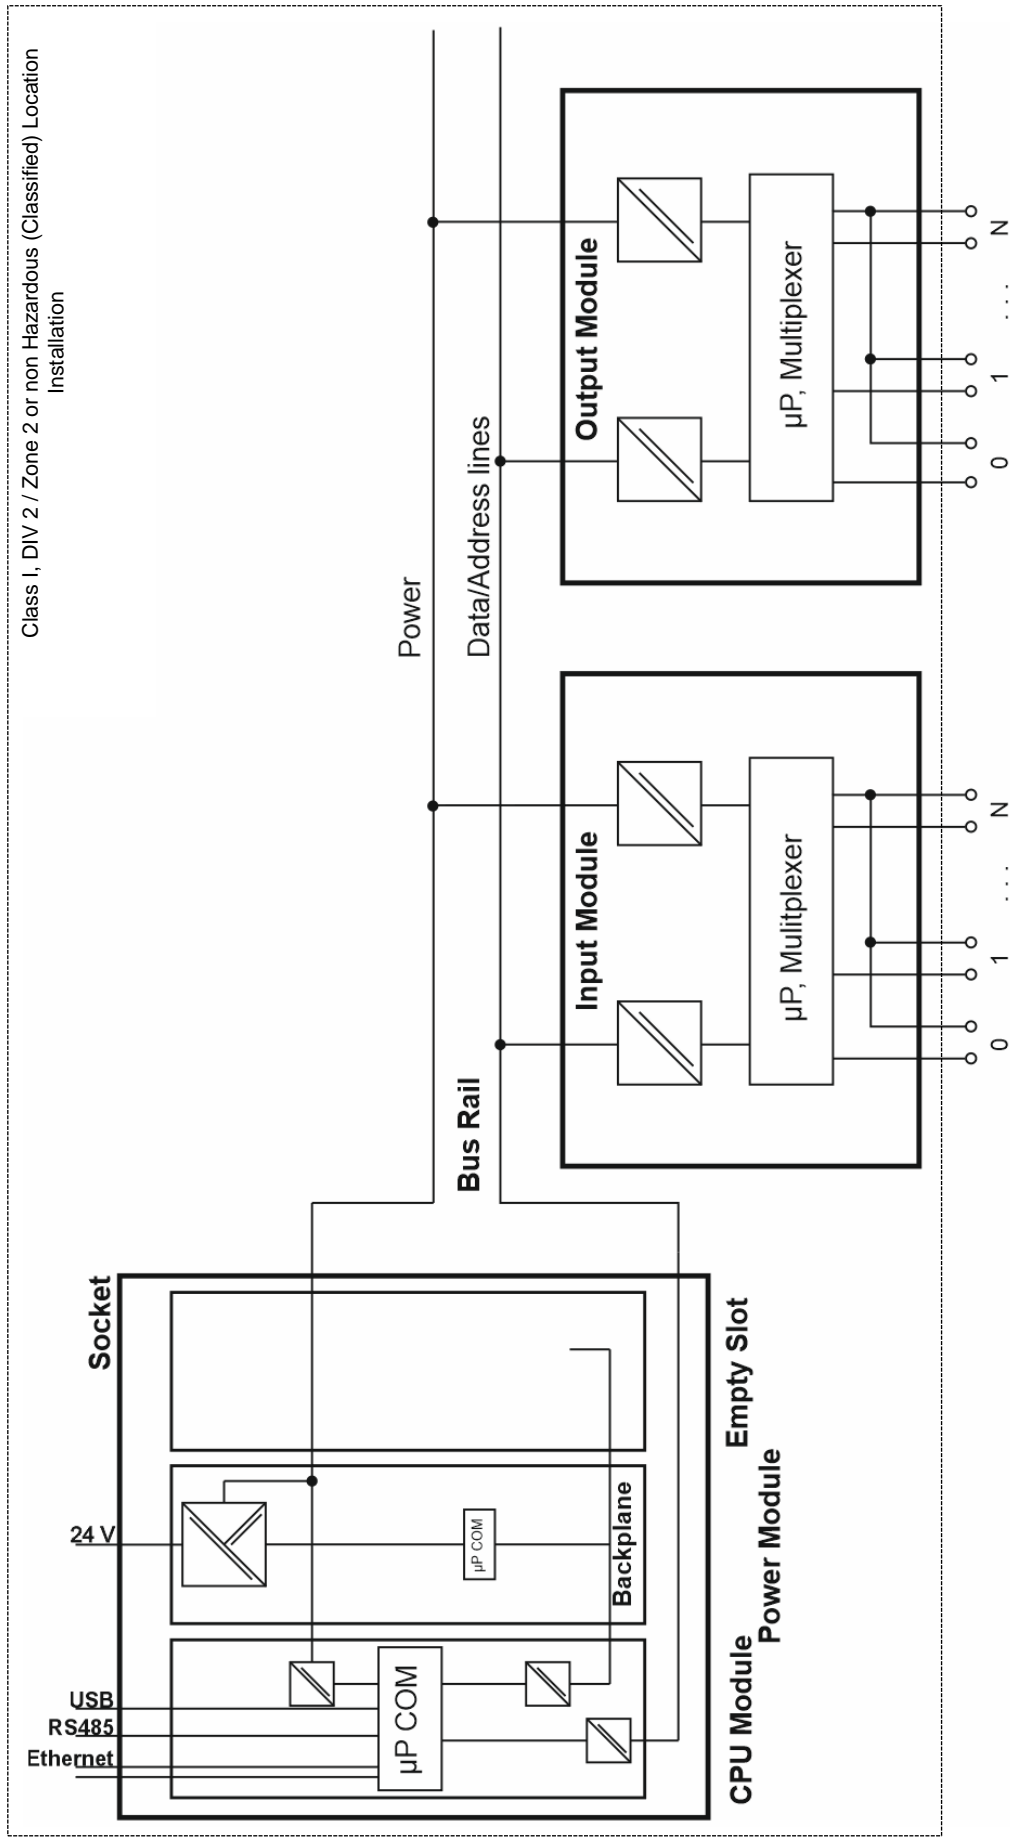 Class I, DIV 2 / Zone 2 or non Hazardous (Classified) Location
Installation
Power
Data/Address lines
Bus Rail
Output Module
µP, Multiplexer
0 1 . . . N
Input Module
µP, Mulitplexer
0 1 . . . N
Socket
24 V
USB
RS485
Ethernet
µP COM
µP COM
Backplane
Empty Slot
Power Module
CPU Module